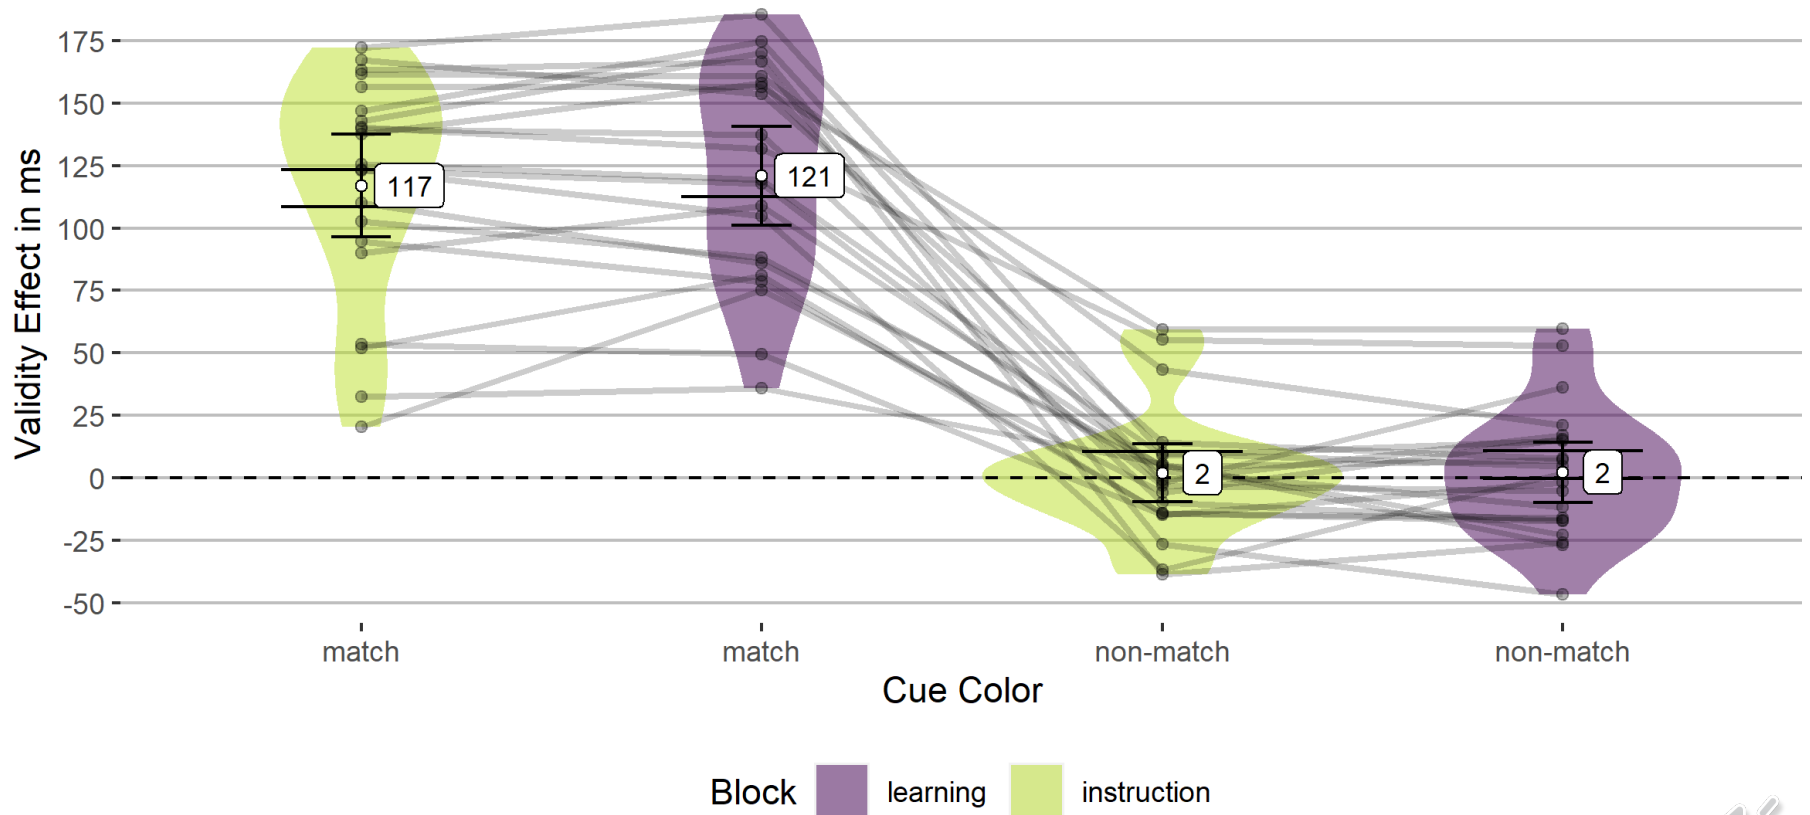 Validity Effect in ms
175
150
125
100
75
50
25
0
-25
-50
117
121
2
2
match
match
non-match
non-match
Cue Color
Block
learning
instruction